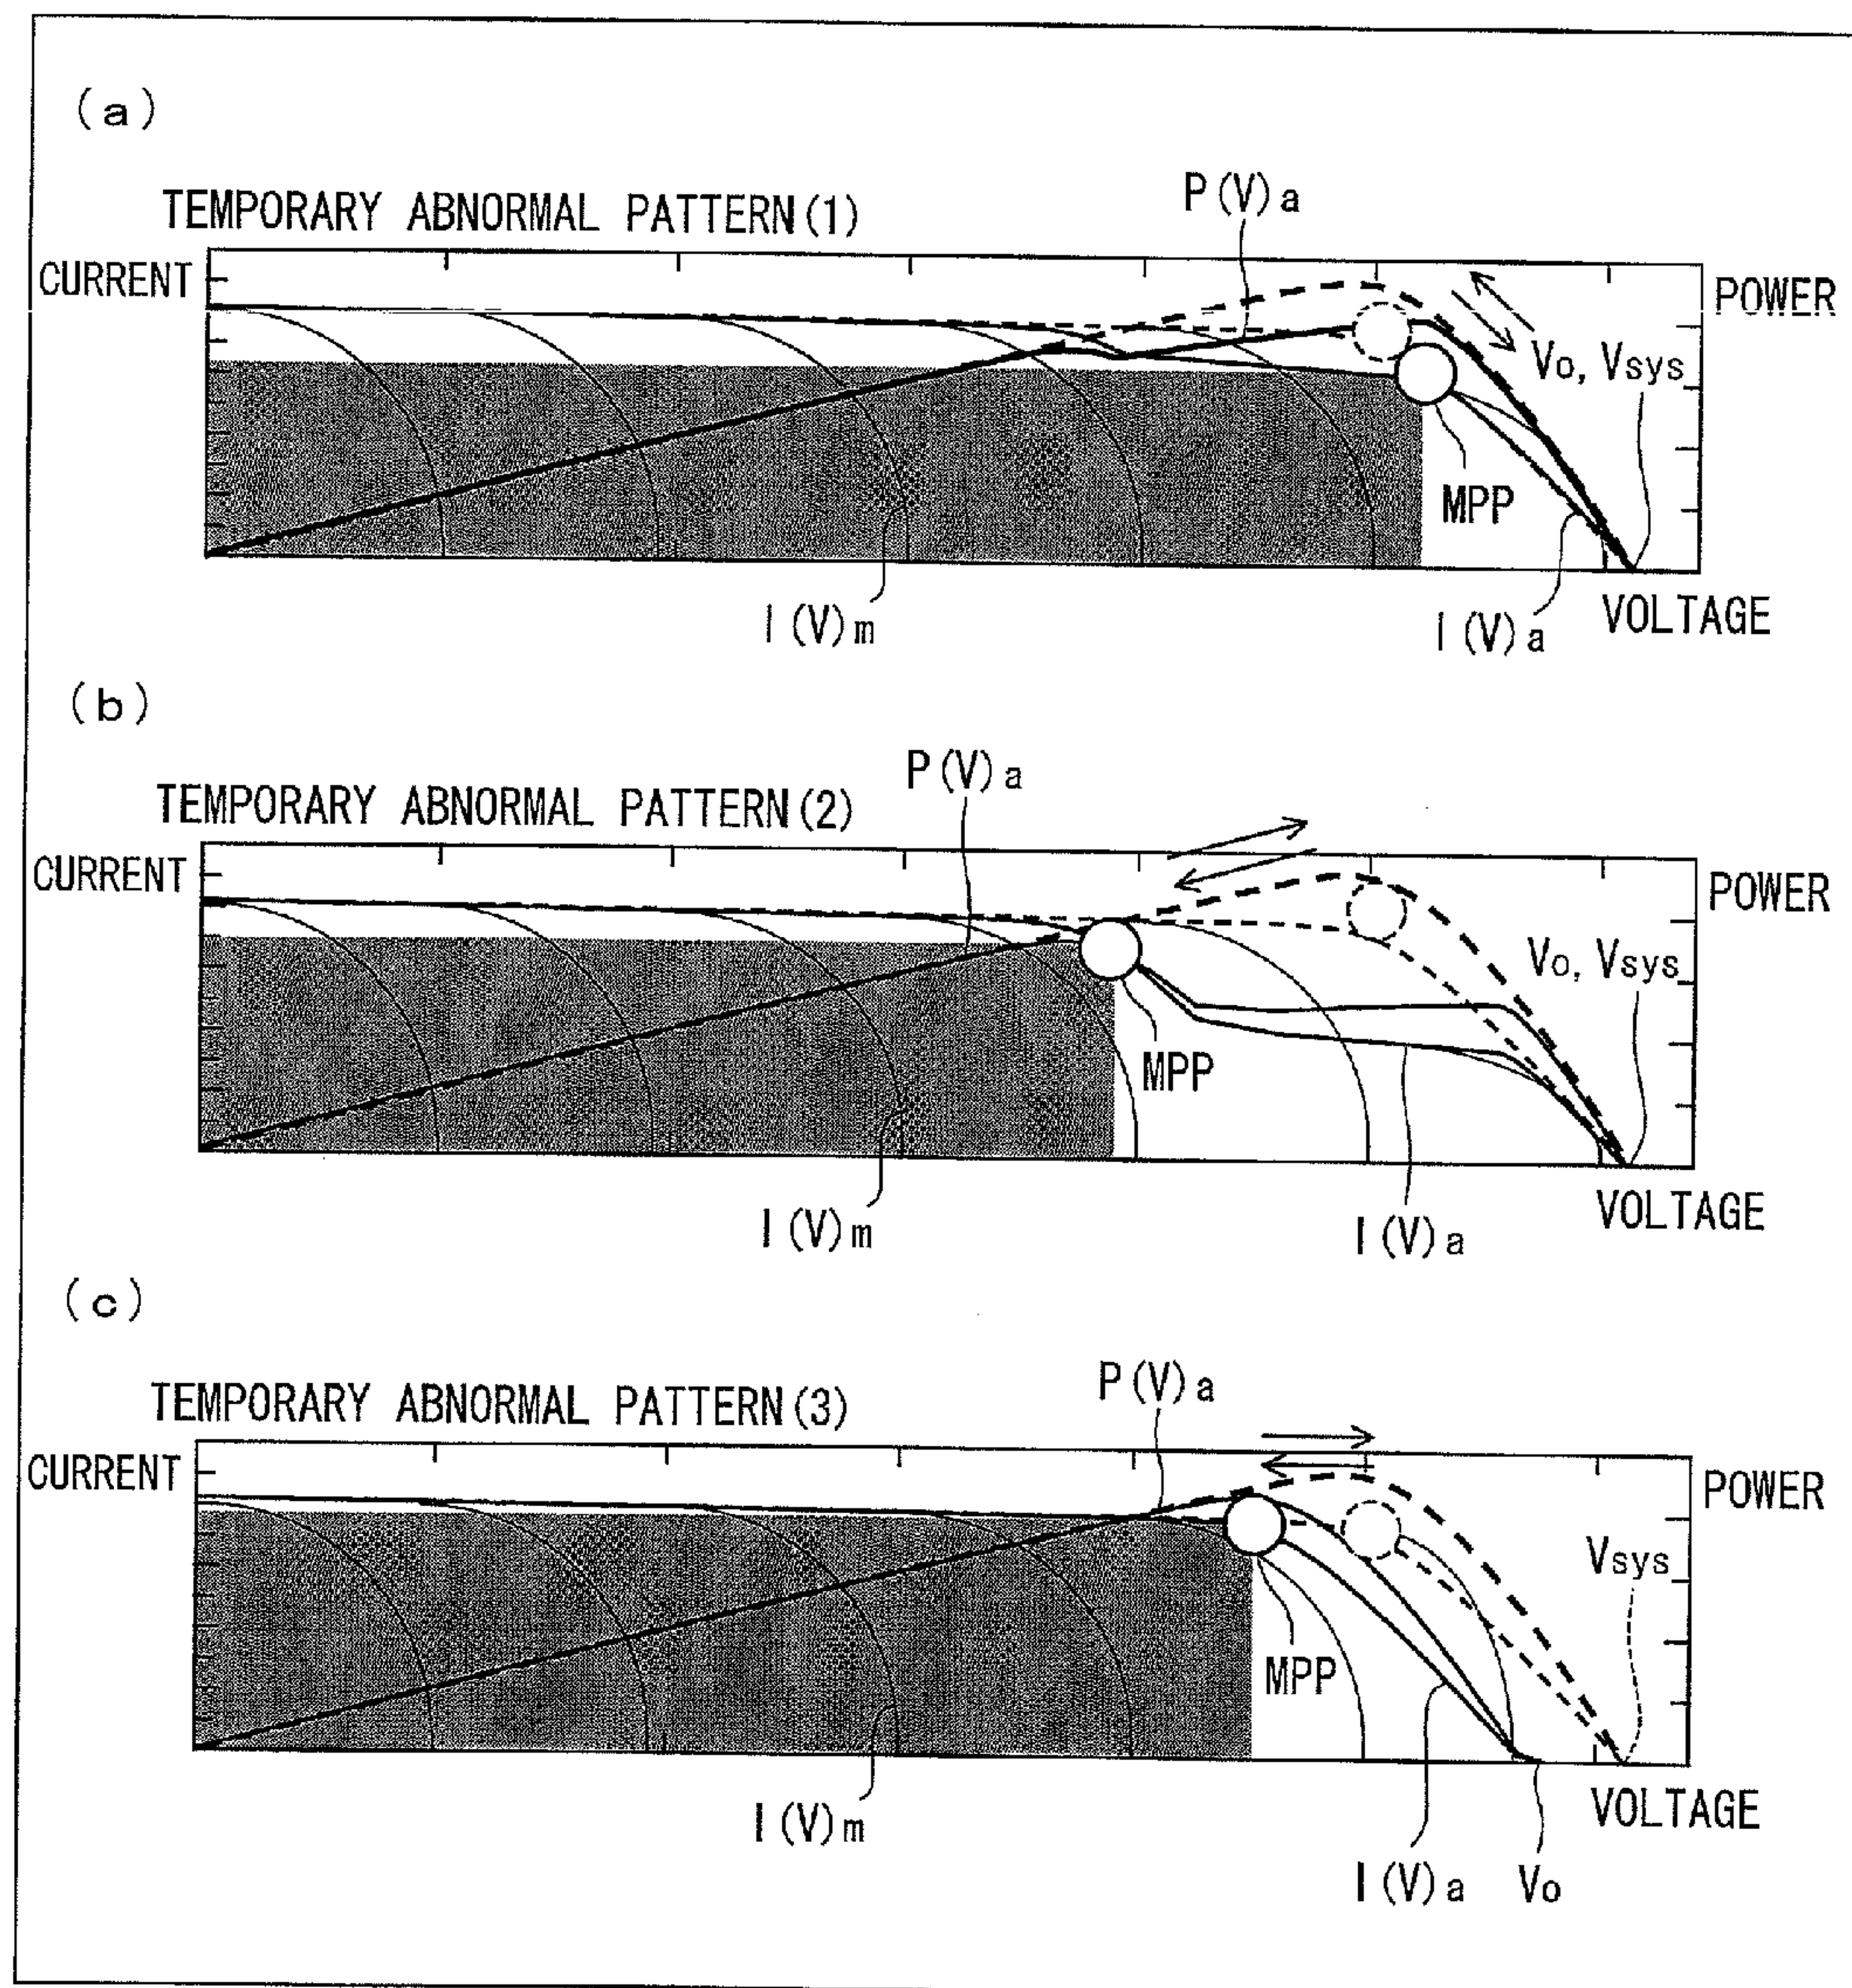 (a)
TEMPORARY ABNORMAL PATTERN(1)
P(V)a
CURRENT
POWER
Vo, Vsys
MPP
I(V)m
I(V)a
VOLTAGE
(b)
TEMPORARY ABNORMAL PATTERN(2)
P(V)a
CURRENT
POWER
Vo, Vsys
MPP
I(V)m
I(V)a
VOLTAGE
(c)
TEMPORARY ABNORMAL PATTERN(3)
P(V)a
CURRENT
POWER
Vsys
MPP
I(V)m
I(V)a
Vo
VOLTAGE